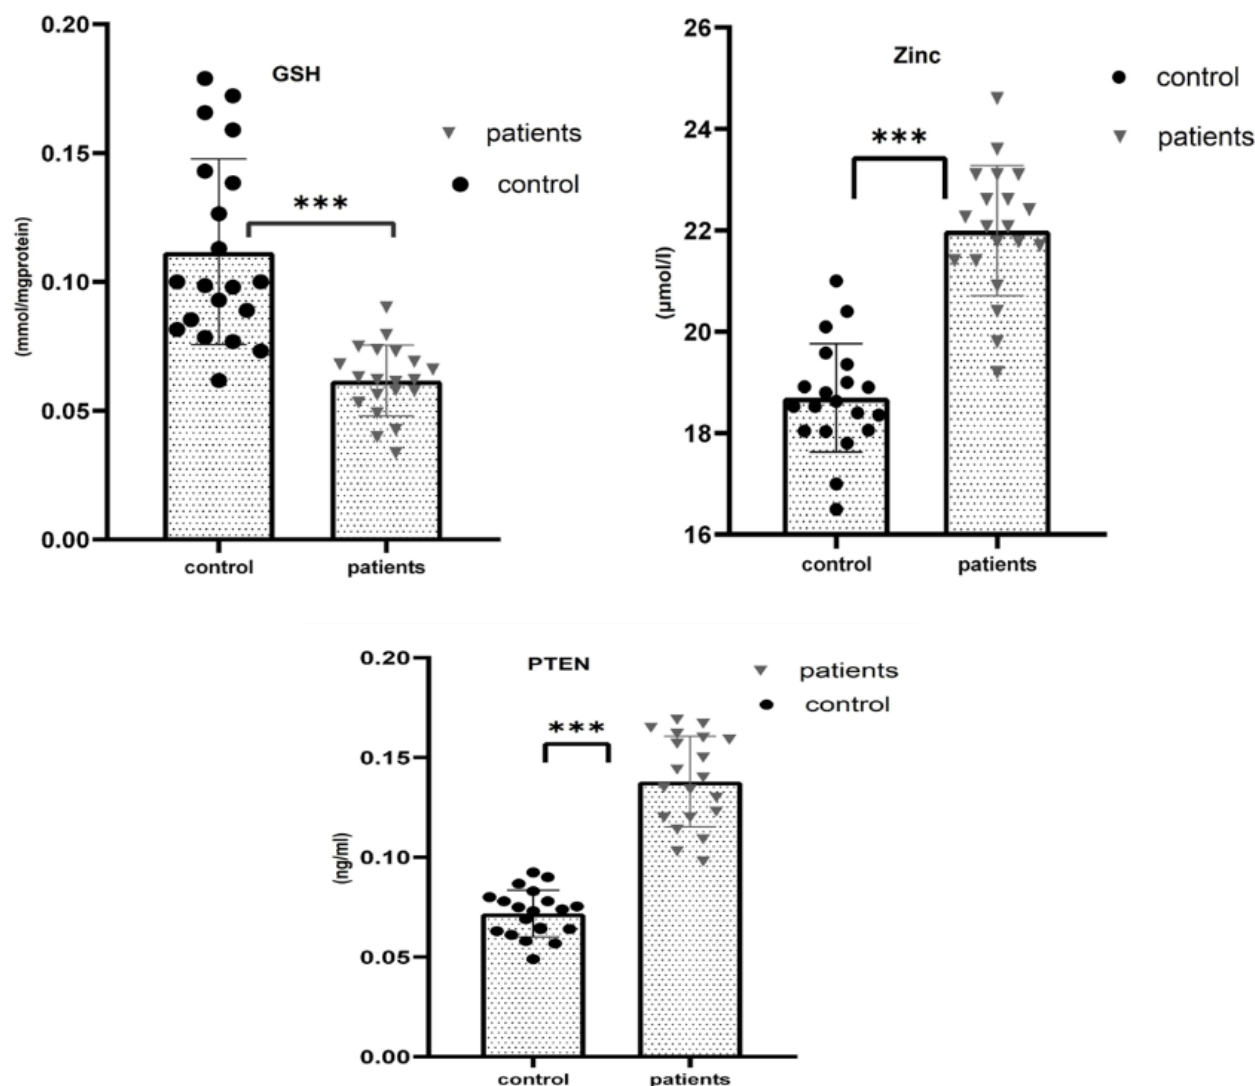 GSH
(mmol/mgprotein)
0.20
0.15
0.10
0.05
0.00
***
patients
control
control
patients
Zinc
(µmol/l)
26
24
22
20
18
16
***
control
patients
control
patients
PTEN
(ng/ml)
0.20
0.15
0.10
0.05
0.00
***
patients
control
control
patients